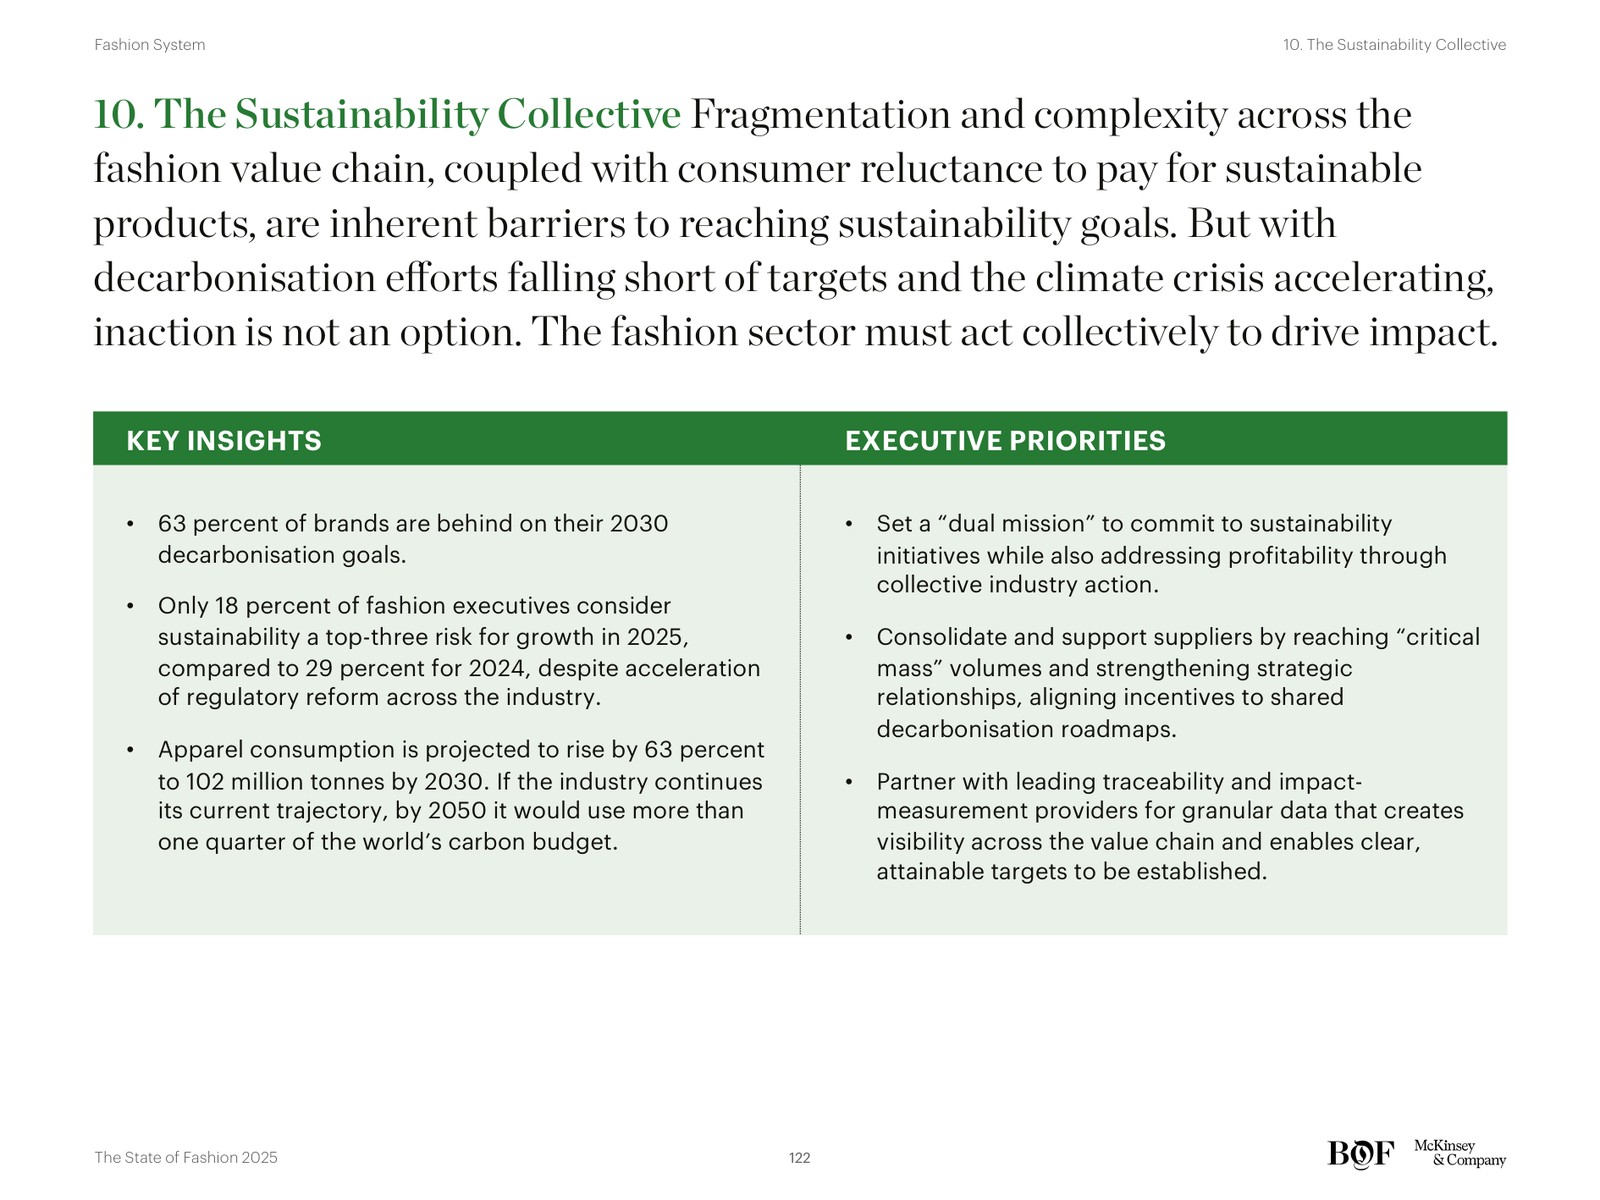 Fashion System
10. The Sustainability Collective
10. The Sustainability Collective Fragmentation and complexity across the
fashion value chain, coupled with consumer reluctance to pay for sustainable
products, are inherent barriers to reaching sustainability goals. But with
decarbonisation efforts falling short of targets and the climate crisis accelerating,
inaction is not an option. The fashion sector must act collectively to drive impact.
KEY INSIGHTS
• 63 percent of brands are behind on their 2030
decarbonisation goals.
• Only 18 percent of fashion executives consider
sustainability a top-three risk for growth in 2025,
compared to 29 percent for 2024, despite acceleration
of regulatory reform across the industry.
• Apparel consumption is projected to rise by 63 percent
to 102 million tonnes by 2030. If the industry continues
its current trajectory, by 2050 it would use more than
one quarter of the world’s carbon budget.
EXECUTIVE PRIORITIES
• Set a “dual mission” to commit to sustainability
initiatives while also addressing profitability through
collective industry action.
• Consolidate and support suppliers by reaching “critical
mass” volumes and strengthening strategic
relationships, aligning incentives to shared
decarbonisation roadmaps.
• Partner with leading traceability and impact-
measurement providers for granular data that creates
visibility across the value chain and enables clear,
attainable targets to be established.
The State of Fashion 2025
122
BOF
McKinsey
& Company